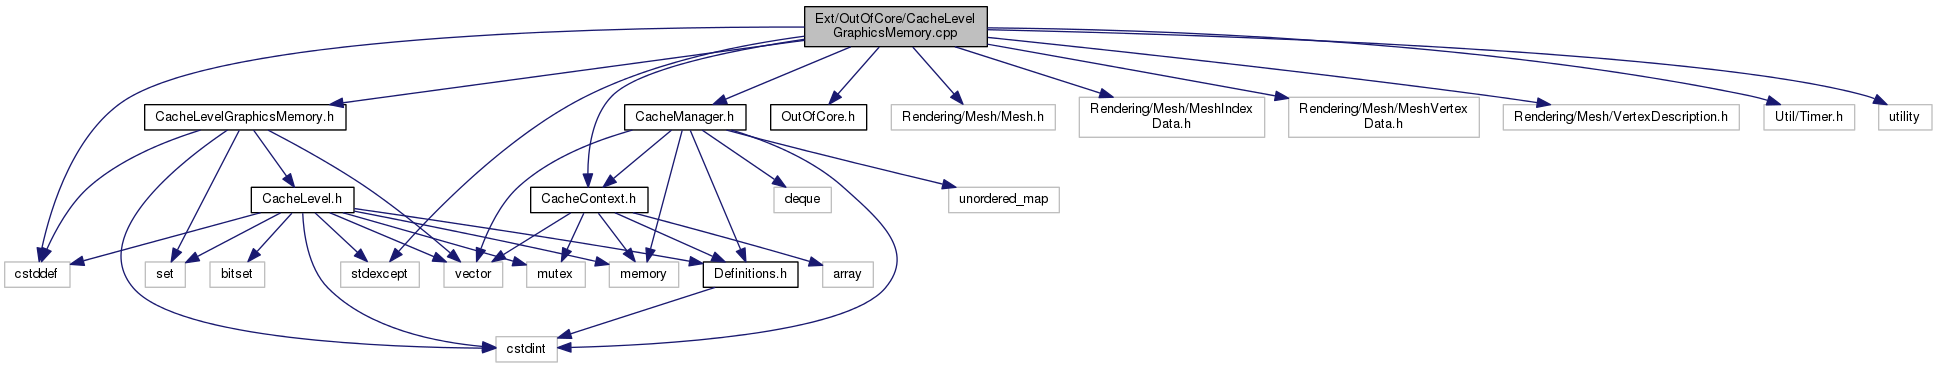 Ext/OutOfCore/CacheLevel
GraphicsMemory.cpp
CacheLevelGraphicsMemory.h
CacheManager.h
OutOfCore.h
Rendering/Mesh/Mesh.h
Rendering/Mesh/MeshIndex
Data.h
Rendering/Mesh/MeshVertex
Data.h
Rendering/Mesh/VertexDescription.h
Util/Timer.h
utility
CacheLevel.h
CacheContext.h
deque
unordered_map
cstddef
set
bitset
stdexcept
vector
mutex
memory
Definitions.h
array
cstdint